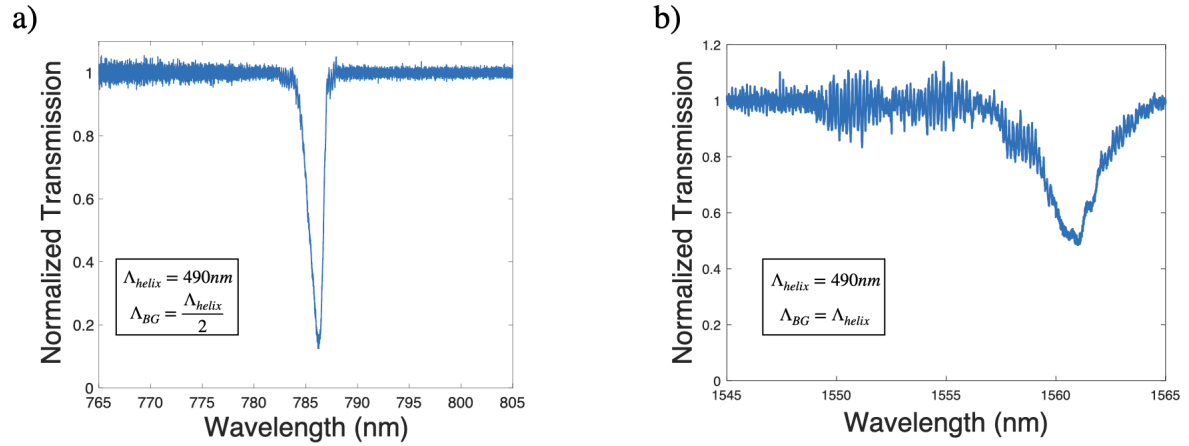 a)
Normalized Transmission
1
0.8
0.6
0.4
0.2
0
765 770 775 780 785 790 795 800 805
Wavelength (nm)
Λhelix = 490nm
ΛBG = Λhelix
2
b)
Normalized Transmission
1.2
1
0.8
0.6
0.4
0.2
0
1545 1550 1555 1560 1565
Wavelength (nm)
Λhelix = 490nm
ΛBG = Λhelix